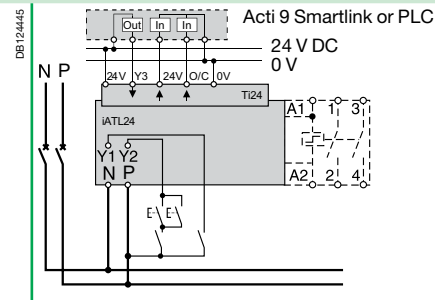 DB124445
Out In In Acti 9 Smartlink or PLC
24 V DC
0 V
N P
24V Y3 24V O/C 0V
Ti24
iATL24
A1 1 3
Y1 Y2
N P
A2 2 4
E E